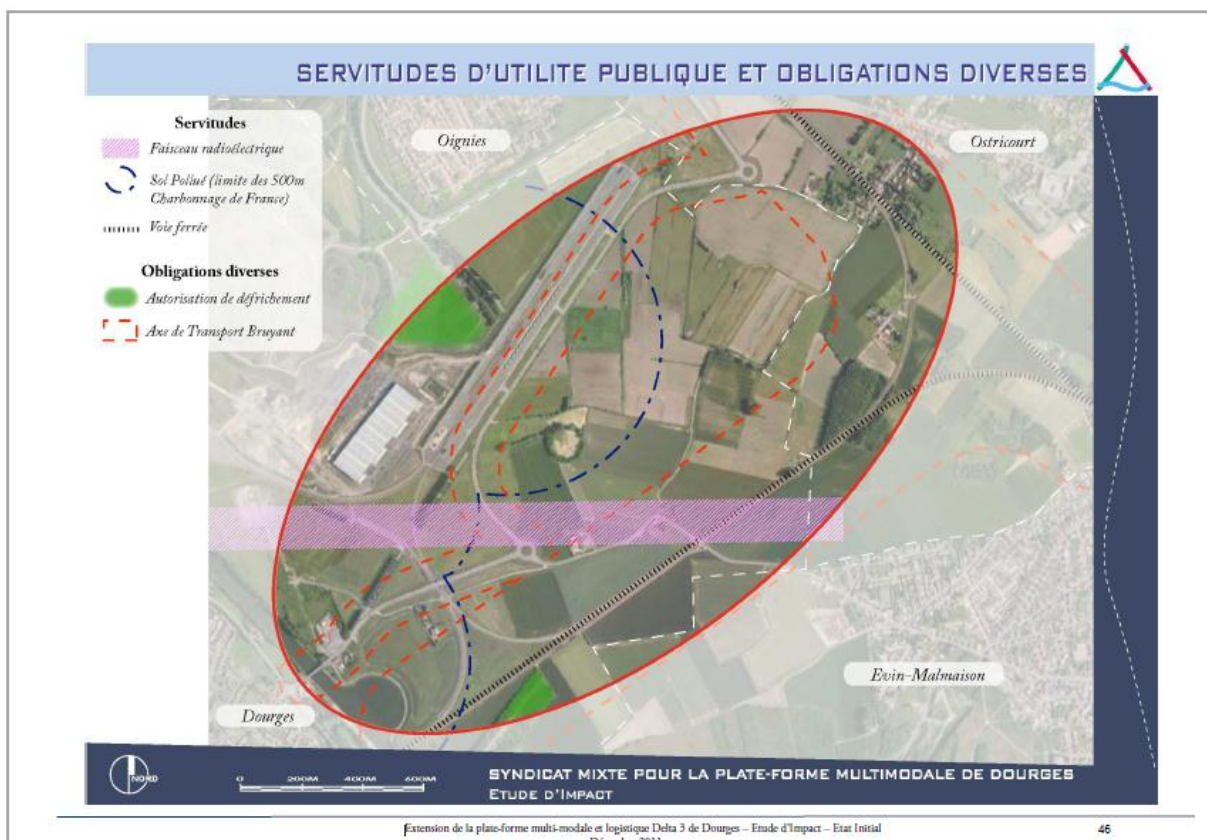 SERVITUDES D'UTILITE PUBLIQUE ET OBLIGATIONS DIVERSES
Servitudes
Faisceau radioélectrique
Sol Pollué (limite des 500m
Charbonnage de France)
Voie ferrée
Obligations diverses
Autorisation de défrichement
Axe de Transport Bruyant
Oignies
Ostricourt
Evin-Malmaison
Dourges
NORD
0 200M 400M 600M
SYNDICAT MIXTE POUR LA PLATE-FORME MULTIMODALE DE DOURGES
ETUDE D'IMPACT
Extension de la plate-forme multi-modale et logistique Delta 3 de Dourges – Etude d'Impact – Etat Initial
46